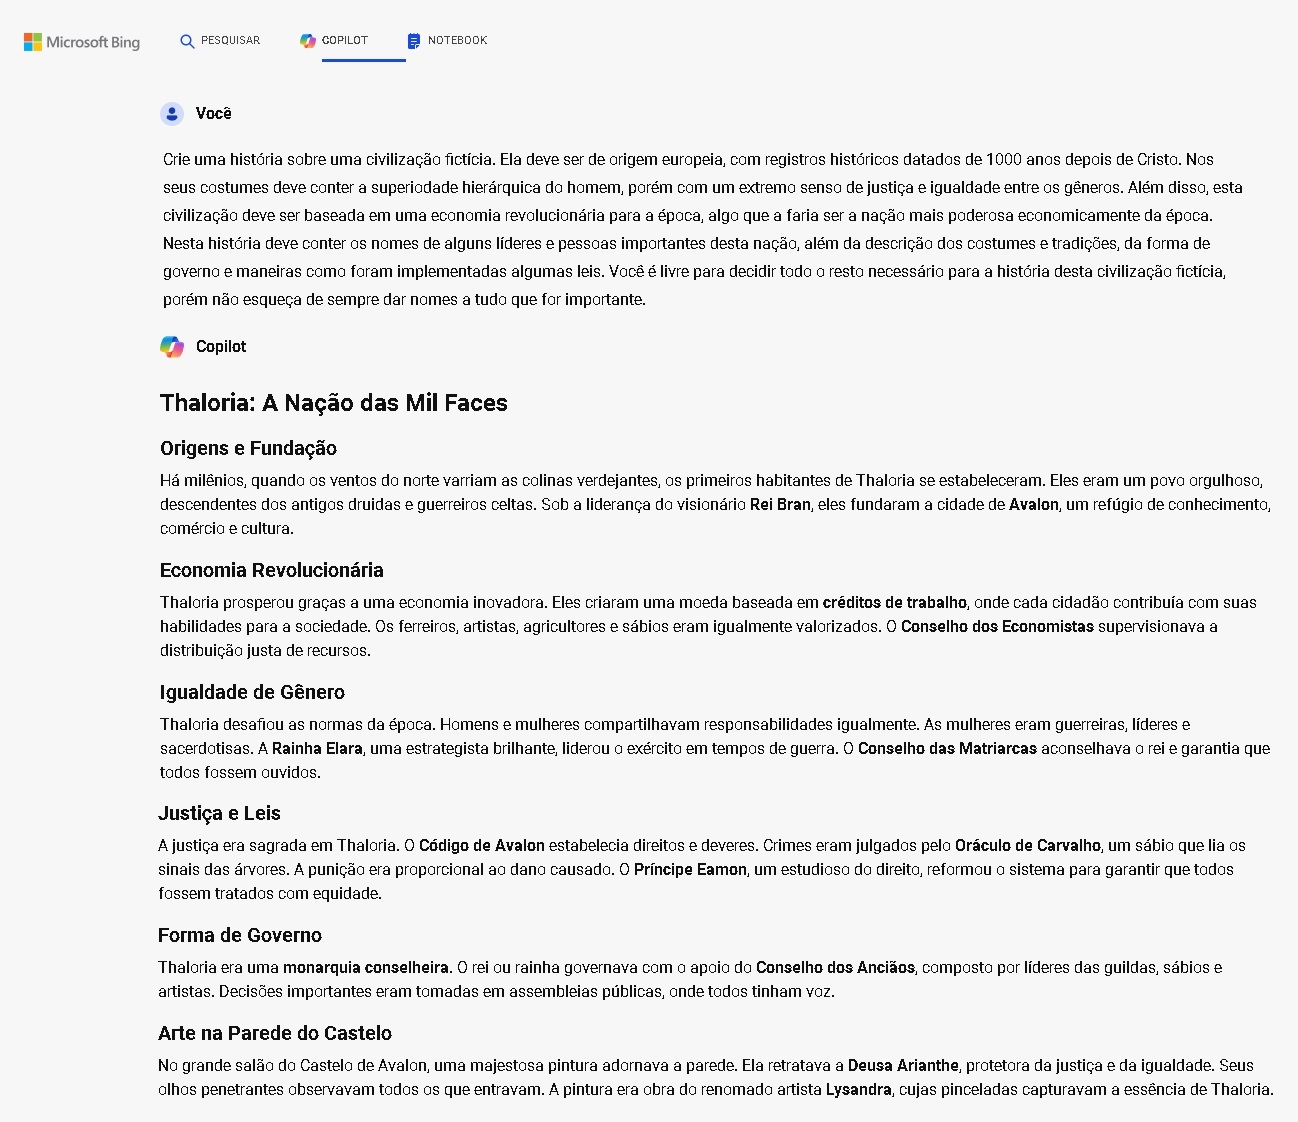 Microsoft Bing PESQUISAR COPILOT NOTEBOOK
Você
Crie uma história sobre uma civilização fictícia. Ela deve ser de origem europeia, com registros históricos datados de 1000 anos depois de Cristo. Nos
seus costumes deve conter a superiodade hierárquica do homem, porém com um extremo senso de justiça e igualdade entre os gêneros. Além disso, esta
civilização deve ser baseada em uma economia revolucionária para a época, algo que a faria ser a nação mais poderosa economicamente da época.
Nesta história deve conter os nomes de alguns líderes e pessoas importantes desta nação, além da descrição dos costumes e tradições, da forma de
governo e maneiras como foram implementadas algumas leis. Você é livre para decidir todo o resto necessário para a história desta civilização fictícia,
porém não esqueça de sempre dar nomes a tudo que for importante.
Copilot
Thaloria: A Nação das Mil Faces
Origens e Fundação
Há milênios, quando os ventos do norte varriam as colinas verdejantes, os primeiros habitantes de Thaloria se estabeleceram. Eles eram um povo orgulhoso,
descendentes dos antigos druidas e guerreiros celtas. Sob a liderança do visionário Rei Bran, eles fundaram a cidade de Avalon, um refúgio de conhecimento,
comércio e cultura.
Economia Revolucionária
Thaloria prosperou graças a uma economia inovadora. Eles criaram uma moeda baseada em créditos de trabalho, onde cada cidadão contribuía com suas
habilidades para a sociedade. Os ferreiros, artistas, agricultores e sábios eram igualmente valorizados. O Conselho dos Economistas supervisionava a
distribuição justa de recursos.
Igualdade de Gênero
Thaloria desafiou as normas da época. Homens e mulheres compartilhavam responsabilidades igualmente. As mulheres eram guerreiras, líderes e
sacerdotisas. A Rainha Elara, uma estrategista brilhante, liderou o exército em tempos de guerra. O Conselho das Matriarcas aconselhava o rei e garantia que
todos fossem ouvidos.
Justiça e Leis
A justiça era sagrada em Thaloria. O Código de Avalon estabelecia direitos e deveres. Crimes eram julgados pelo Oráculo de Carvalho, um sábio que lia os
sinais das árvores. A punição era proporcional ao dano causado. O Príncipe Eamon, um estudioso do direito, reformou o sistema para garantir que todos
fossem tratados com equidade.
Forma de Governo
Thaloria era uma monarquia conselheira. O rei ou rainha governava com o apoio do Conselho dos Anciãos, composto por líderes das guildas, sábios e
artistas. Decisões importantes eram tomadas em assembleias públicas, onde todos tinham voz.
Arte na Parede do Castelo
No grande salão do Castelo de Avalon, uma majestosa pintura adornava a parede. Ela retratava a Deusa Arianthe, protetora da justiça e da igualdade. Seus
olhos penetrantes observavam todos os que entravam. A pintura era obra do renomado artista Lysandra, cujas pinceladas capturavam a essência de Thaloria.